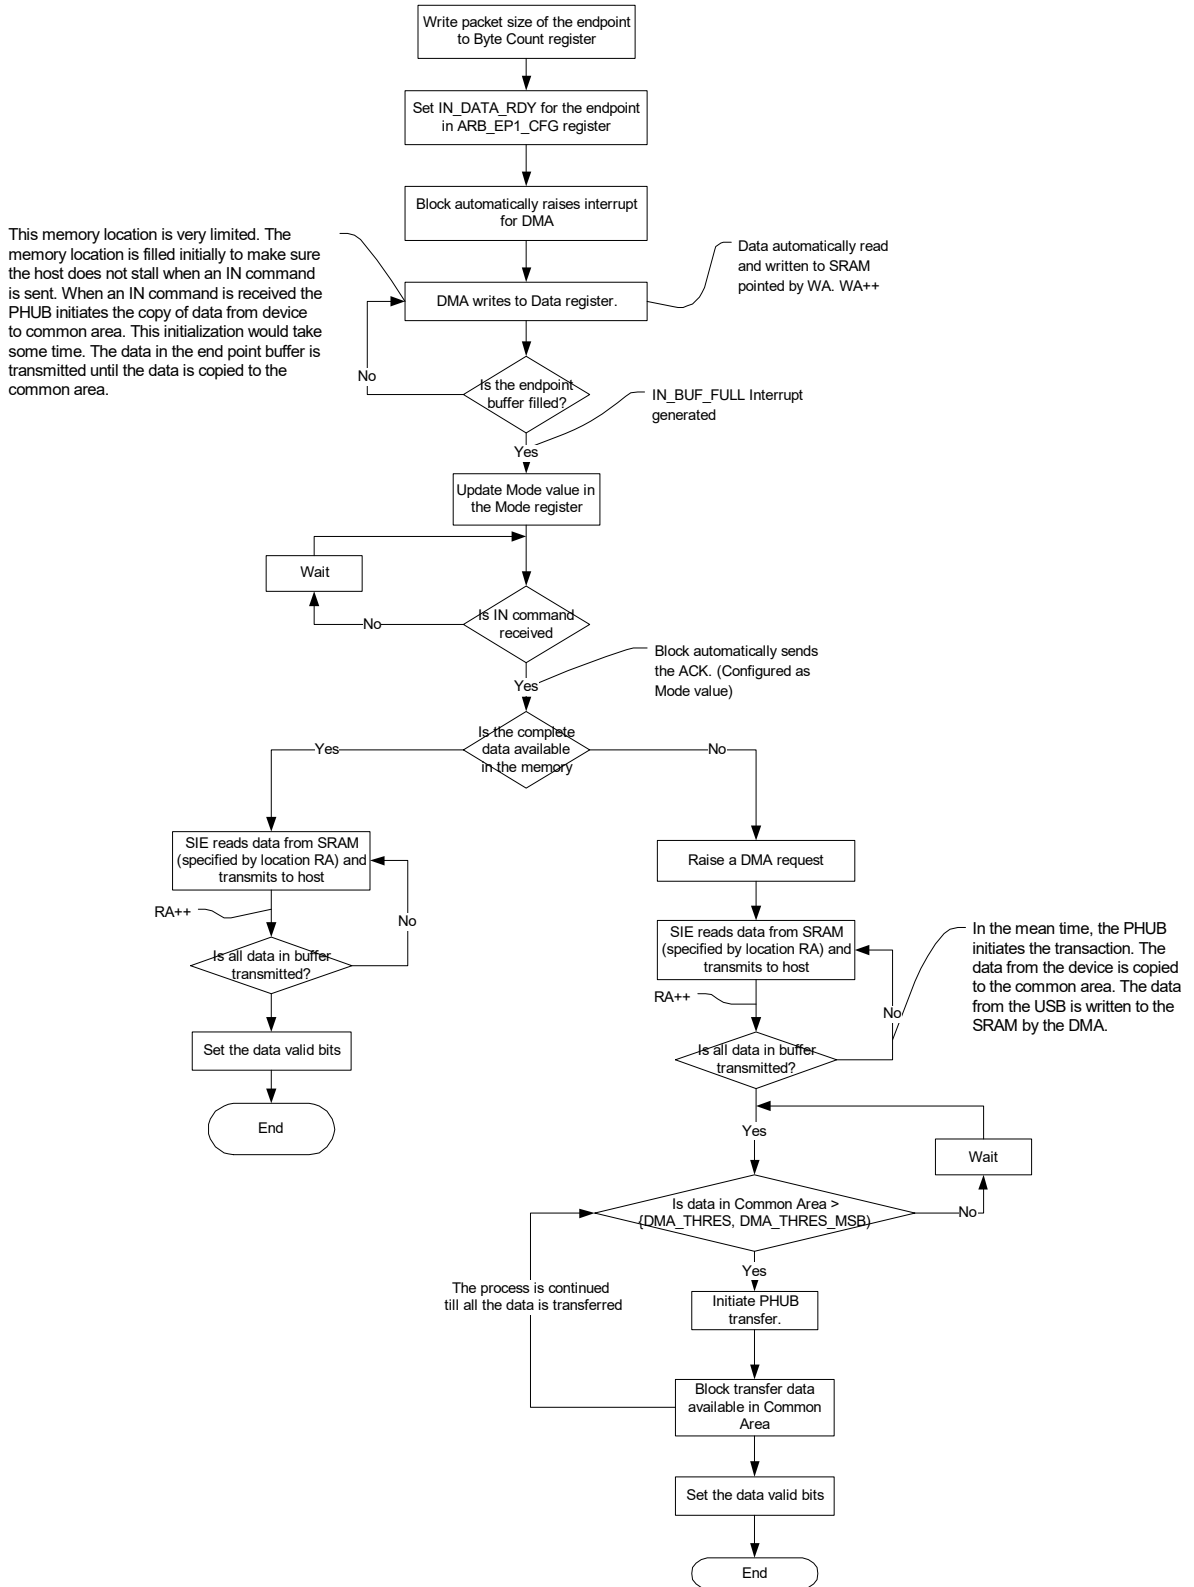 Write packet size of the endpoint
to Byte Count register
Set IN_DATA_RDY for the endpoint
in ARB_EP1_CFG register
Block automatically raises interrupt
for DMA
This memory location is very limited. The
memory location is filled initially to make sure
the host does not stall when an IN command
is sent. When an IN command is received the
PHUB initiates the copy of data from device
to common area. This initialization would take
some time. The data in the end point buffer is
transmitted until the data is copied to the
common area.
Data automatically read
and written to SRAM
pointed by WA. WA++
DMA writes to Data register.
No
Is the endpoint
buffer filled?
IN_BUF_FULL Interrupt
generated
Yes
Update Mode value in
the Mode register
Wait
Is IN command
received
No
Block automatically sends
the ACK. (Configured as
Mode value)
Yes
Is the complete
data available
in the memory
Yes
No
SIE reads data from SRAM
(specified by location RA) and
transmits to host
RA++
No
Is all data in buffer
transmitted?
Set the data valid bits
End
Raise a DMA request
SIE reads data from SRAM
(specified by location RA) and
transmits to host
In the mean time, the PHUB
initiates the transaction. The
data from the device is copied
to the common area. The data
from the USB is written to the
SRAM by the DMA.
RA++
No
Is all data in buffer
transmitted?
Yes
Wait
Is data in Common Area >
{DMA_THRES, DMA_THRES_MSB)
No
Yes
The process is continued
till all the data is transferred
Initiate PHUB
transfer.
Block transfer data
available in Common
Area
Set the data valid bits
End